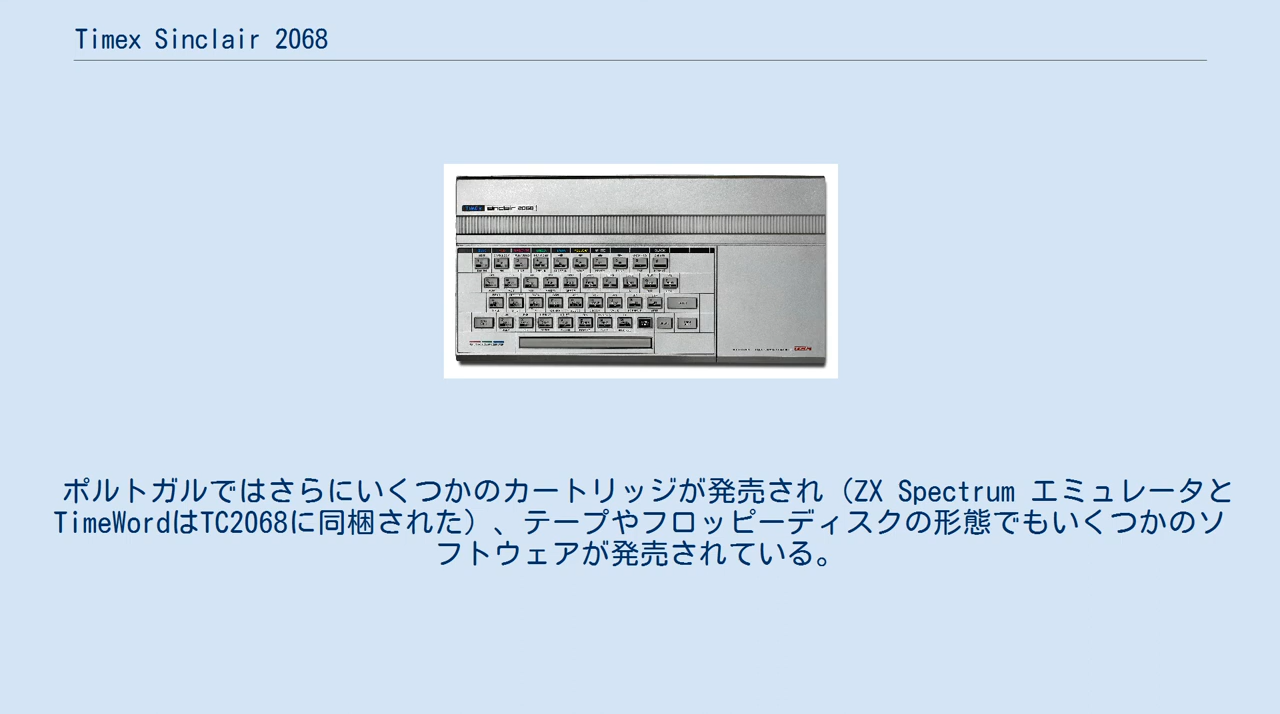 Timex Sinclair 2068
TIMEX sinclair 2068
ポルトガルではさらにいくつかのカートリッジが発売され（ZX Spectrum エミュレータと
TimeWordはTC2068に同梱された）、テープやフロッピーディスクの形態でもいくつかのソ
フトウェアが発売されている。